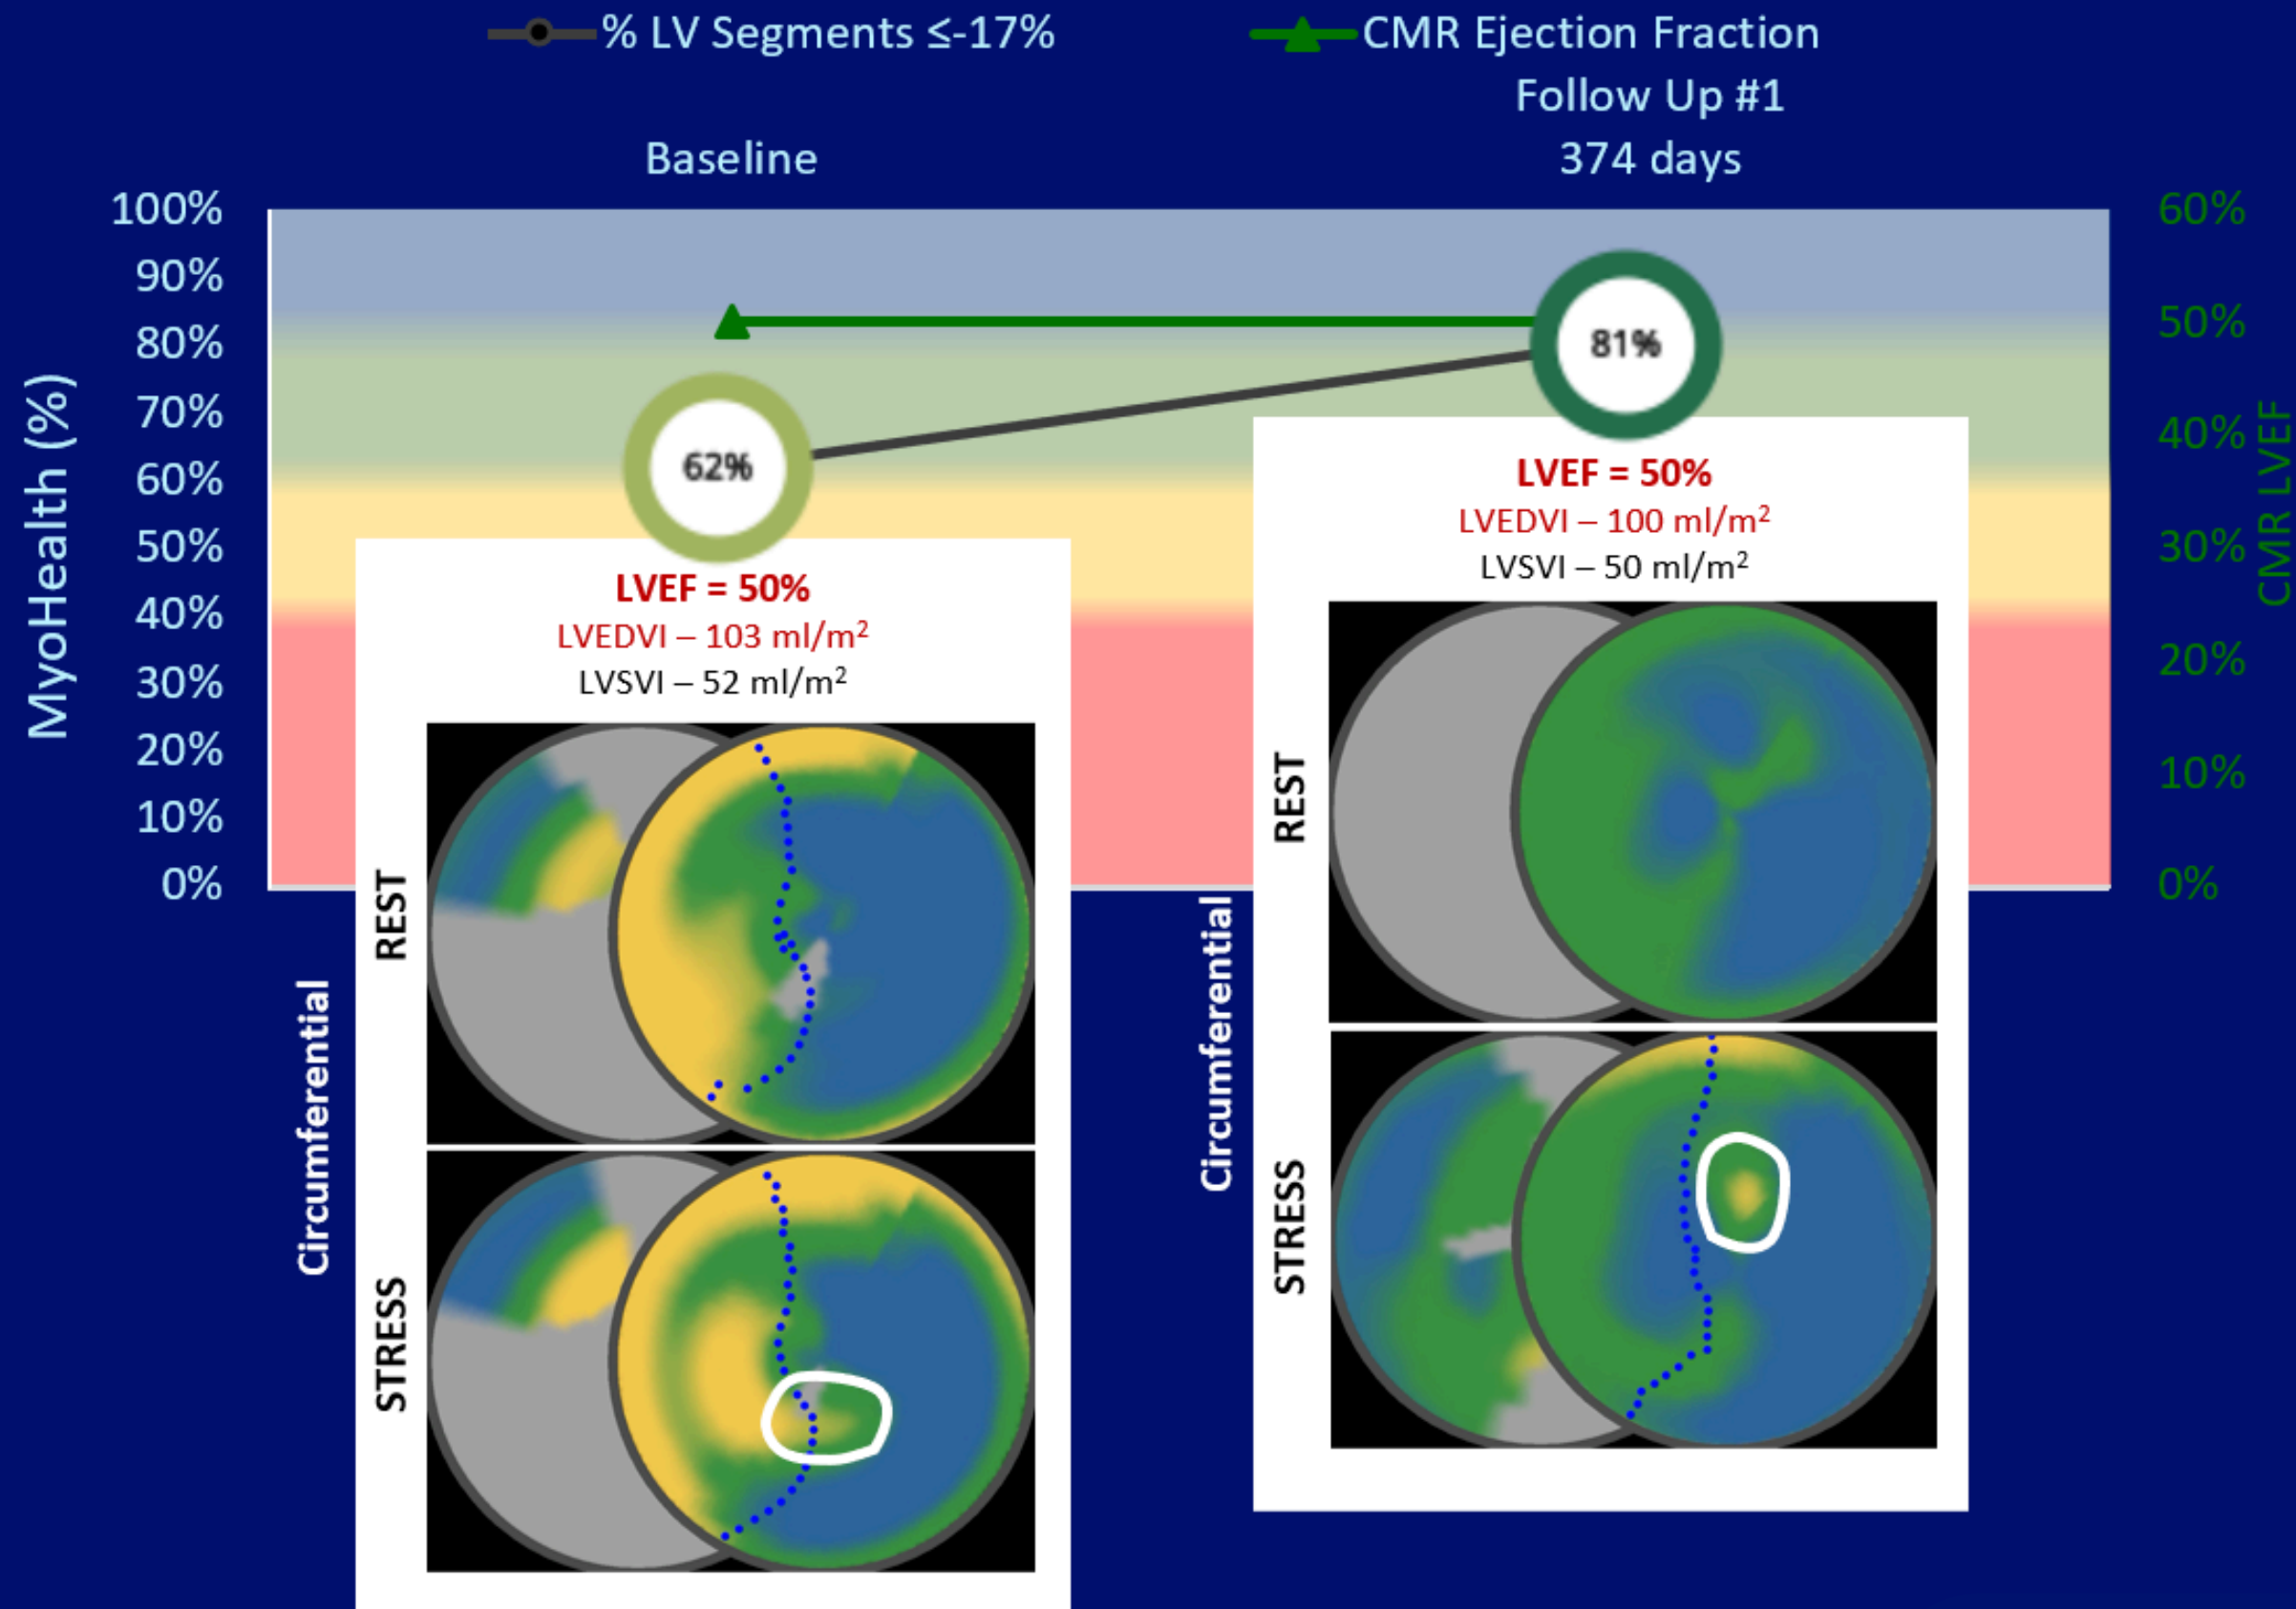 % LV Segments ≤-17%
CMR Ejection Fraction
Baseline
Follow Up #1
374 days
MyoHealth (%)
100%
90%
80%
70%
60%
50%
40%
30%
20%
10%
0%
60%
50%
40%
30%
20%
10%
0%
CMR LVEF
62%
81%
LVEF = 50%
LVEDVI – 103 ml/m²
LVSVI – 52 ml/m²
Circumferential
REST
STRESS
LVEF = 50%
LVEDVI – 100 ml/m²
LVSVI – 50 ml/m²
Circumferential
REST
STRESS